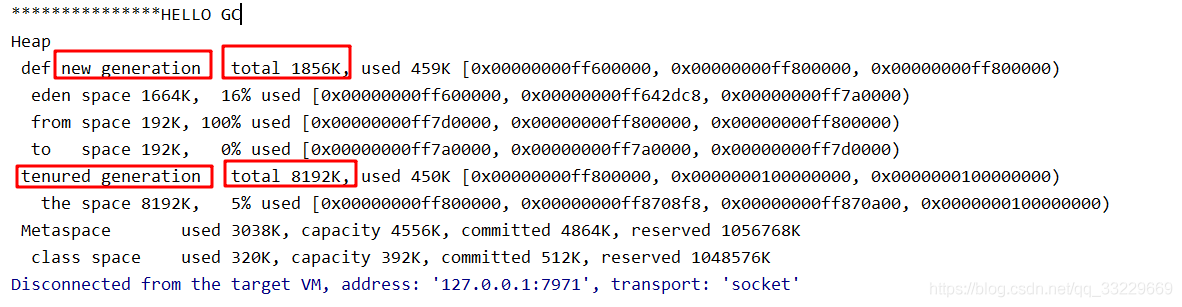 ***************HELLO GC
Heap
def new generation   total 1856K, used 459K [0x00000000ff600000, 0x00000000ff800000, 0x00000000ff800000)
eden space 1664K,  16% used [0x00000000ff600000, 0x00000000ff642dc8, 0x00000000ff7a0000)
from space 192K, 100% used [0x00000000ff7d0000, 0x00000000ff800000, 0x00000000ff800000)
to   space 192K,   0% used [0x00000000ff7a0000, 0x00000000ff7a0000, 0x00000000ff7d0000)
tenured generation   total 8192K, used 450K [0x00000000ff800000, 0x0000000100000000, 0x0000000100000000)
the space 8192K,   5% used [0x00000000ff800000, 0x00000000ff8708f8, 0x00000000ff870a00, 0x0000000100000000)
Metaspace       used 3038K, capacity 4556K, committed 4864K, reserved 1056768K
class space    used 320K, capacity 392K, committed 512K, reserved 1048576K
Disconnected from the target VM, address: '127.0.0.1:7971', transport: 'socket'
https://blog.csdn.net/qq_33229669